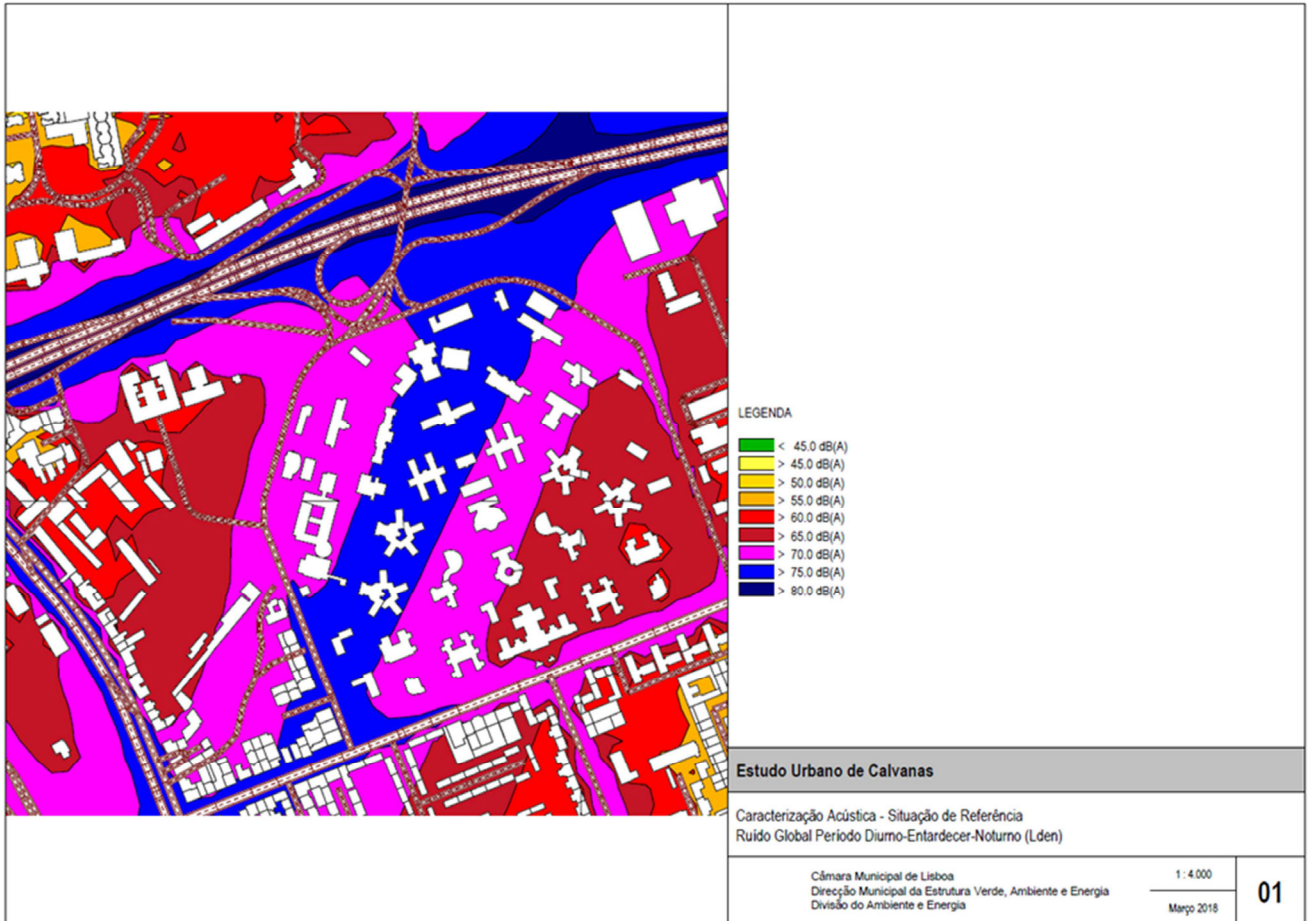 LEGENDA
< 45.0 dB(A)
> 45.0 dB(A)
> 50.0 dB(A)
> 55.0 dB(A)
> 60.0 dB(A)
> 65.0 dB(A)
> 70.0 dB(A)
> 75.0 dB(A)
> 80.0 dB(A)
Estudo Urbano de Calvanas
Caracterização Acústica - Situação de Referência
Ruído Global Período Diurno-Entardecer-Noturno (Lden)
Câmara Municipal de Lisboa
Direcção Municipal da Estrutura Verde, Ambiente e Energia
Divisão do Ambiente e Energia
1 : 4.000
Março 2018
01